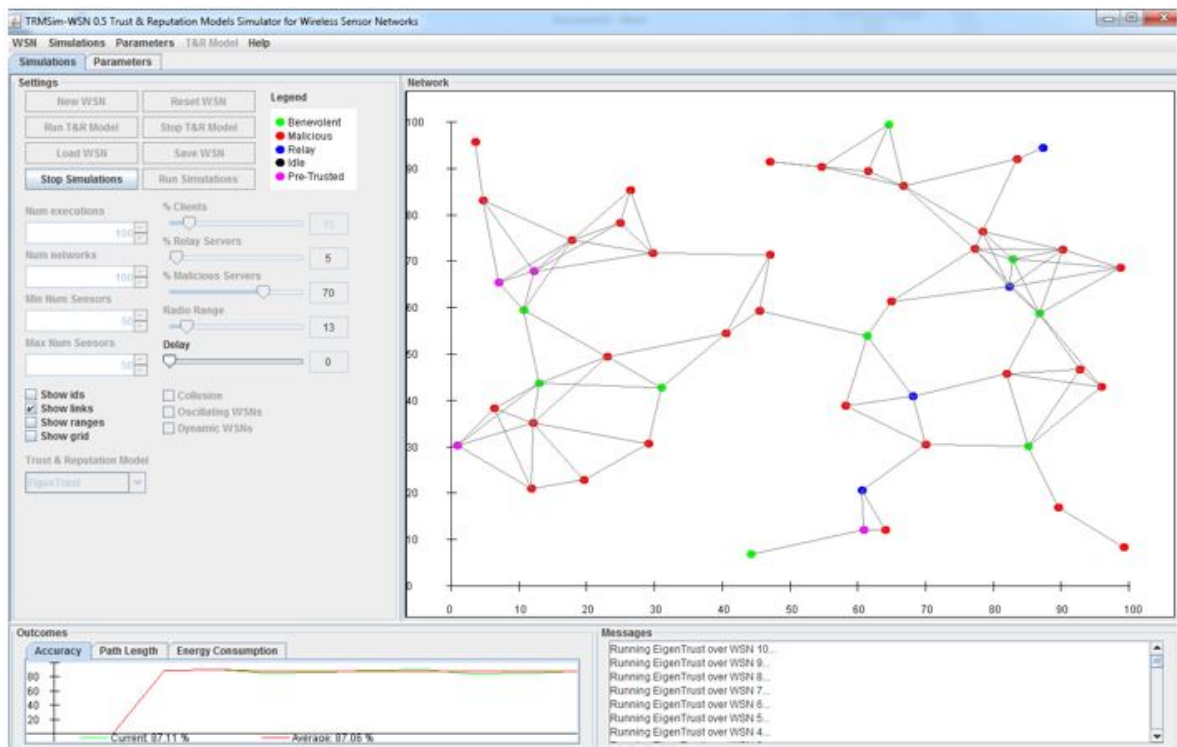 TRMSim-WSN 0.5 Trust & Reputation Models Simulator for Wireless Sensor Networks
WSN Simulations Parameters T&R Model Help
Simulations Parameters
Settings
New WSN Reset WSN
Run T&R Model Stop T&R Model
Load WSN Save WSN
Stop Simulations Run Simulations
Legend
Benevolent
Malicious
Relay
Idle
Pre-Trusted
Num executions
100
Num networks
100
Min Num Sensors
50
Max Num Sensors
50
% Clients
10
% Relay Servers
5
% Malicious Servers
70
Radio Range
13
Delay
0
Show ids
Show links
Show ranges
Show grid
Collusion
Oscillating WSNs
Dynamic WSNs
Trust & Reputation Model
EigenTrust
Network
100
90
80
70
60
50
40
30
20
10
0
0 10 20 30 40 50 60 70 80 90 100
Outcomes
Accuracy Path Length Energy Consumption
80
60
40
20
Current: 87.11 % Average: 87.06 %
Messages
Running EigenTrust over WSN 10...
Running EigenTrust over WSN 9...
Running EigenTrust over WSN 8...
Running EigenTrust over WSN 7...
Running EigenTrust over WSN 6...
Running EigenTrust over WSN 5...
Running EigenTrust over WSN 4...